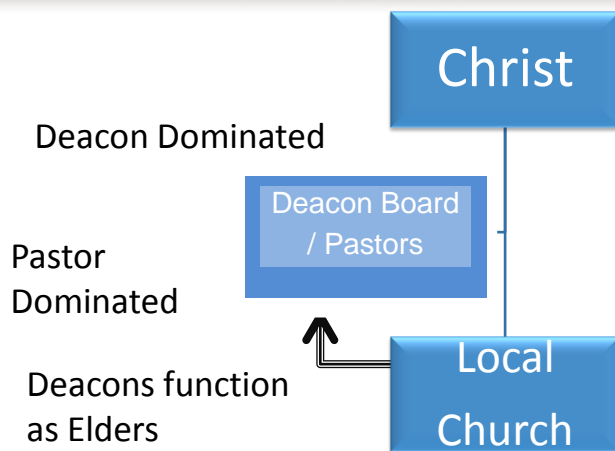 Christ
Deacon Dominated
Deacon Board
/ Pastors
Pastor
Dominated
Local
Church
Deacons function
as Elders